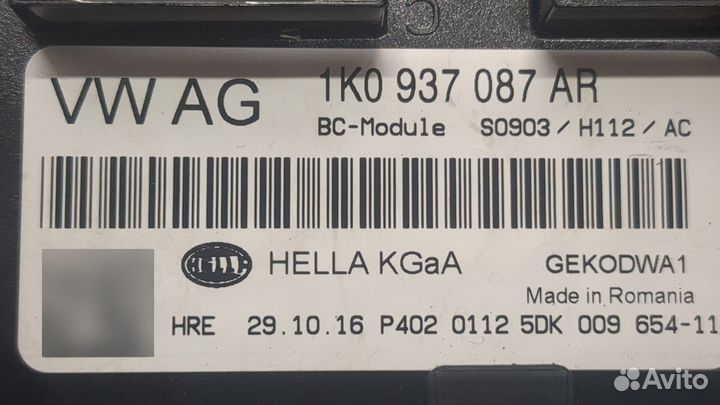 VW AG
1K0 937 087 AR
BC-Module S0903 / H112 / AC
HELLA
HELLA KGaA
GEKODWA1
Made in Romania
HRE 29.10.16 P402 0112 5DK 009 654-11
Avito